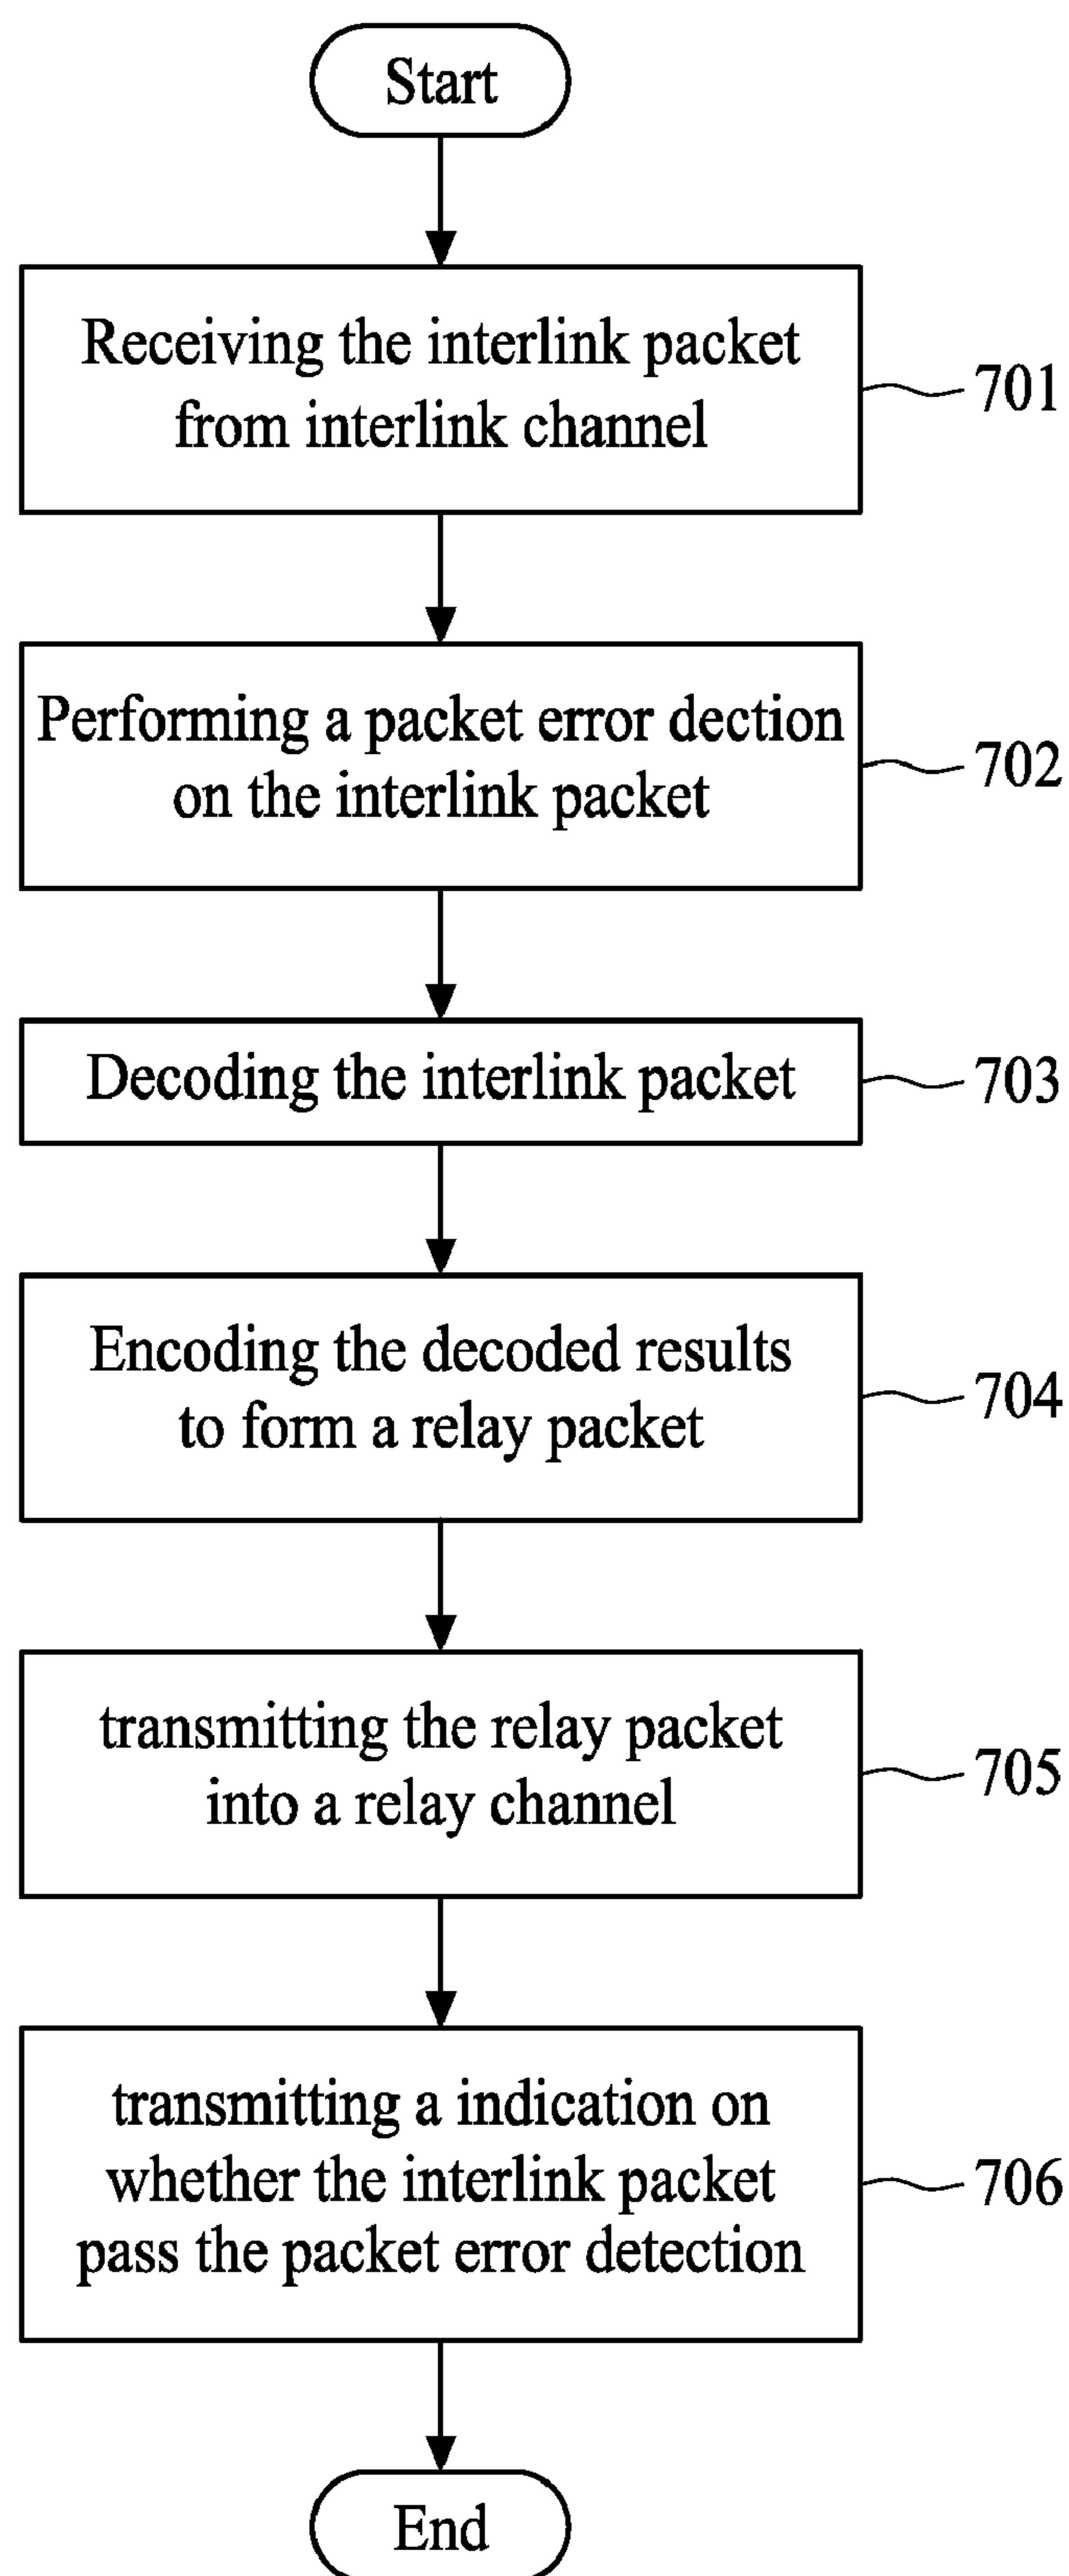 Start
Receiving the interlink packet
from interlink channel
701
Performing a packet error dection
on the interlink packet
702
Decoding the interlink packet
703
Encoding the decoded results
to form a relay packet
704
transmitting the relay packet
into a relay channel
705
transmitting a indication on
whether the interlink packet
pass the packet error detection
706
End